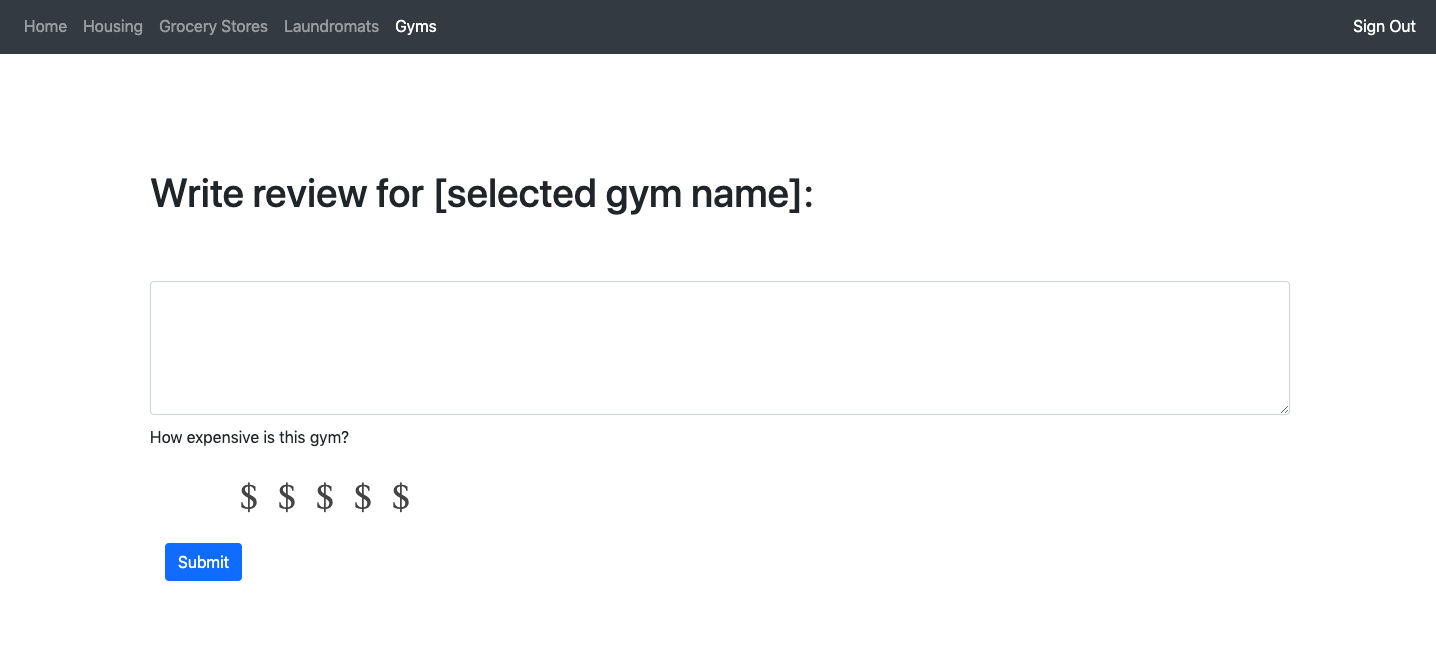 Home Housing Grocery Stores Laundromats Gyms Sign Out
Write review for [selected gym name]:
How expensive is this gym?
$ $ $ $ $
Submit